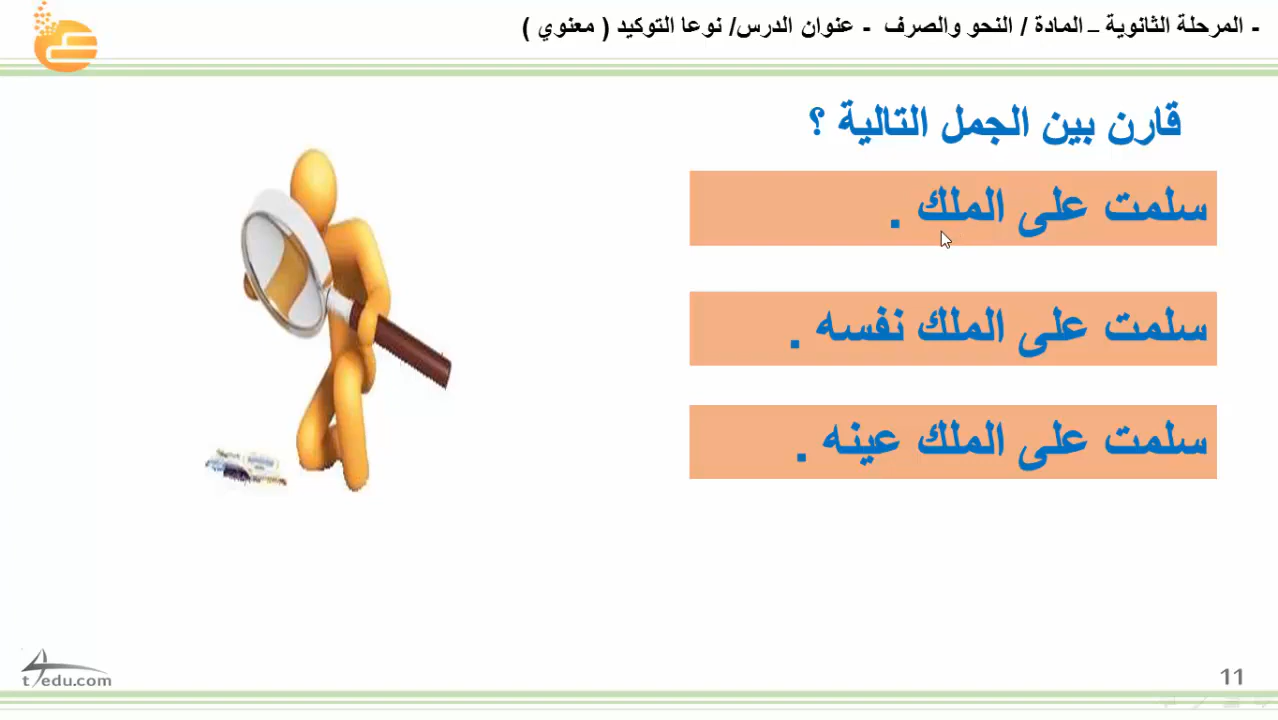 - المرحلة الثانوية – المادة / النحو والصرف - عنوان الدرس/ نوعا التوكيد ( معنوي )
قارن بين الجمل التالية ؟
سلمت على الملك .
سلمت على الملك نفسه .
سلمت على الملك عينه .
t4edu.com
11